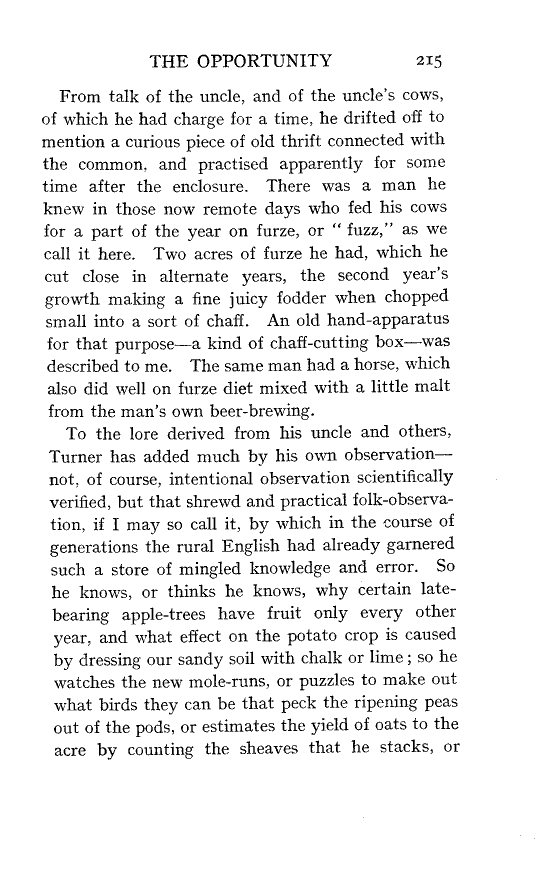 THE OPPORTUNITY 215
From talk of the uncle, and of the uncle's cows,
of which he had charge for a time, he drifted off to
mention a curious piece of old thrift connected with
the common, and practised apparently for some
time after the enclosure. There was a man he
knew in those now remote days who fed his cows
for a part of the year on furze, or " fuzz," as we
call it here. Two acres of furze he had, which he
cut close in alternate years, the second year's
growth making a fine juicy fodder when chopped
small into a sort of chaff. An old hand-apparatus
for that purpose—a kind of chaff-cutting box—was
described to me. The same man had a horse, which
also did well on furze diet mixed with a little malt
from the man's own beer-brewing.
To the lore derived from his uncle and others,
Turner has added much by his own observation—
not, of course, intentional observation scientifically
verified, but that shrewd and practical folk-observa-
tion, if I may so call it, by which in the course of
generations the rural English had already garnered
such a store of mingled knowledge and error. So
he knows, or thinks he knows, why certain late-
bearing apple-trees have fruit only every other
year, and what effect on the potato crop is caused
by dressing our sandy soil with chalk or lime ; so he
watches the new mole-runs, or puzzles to make out
what birds they can be that peck the ripening peas
out of the pods, or estimates the yield of oats to the
acre by counting the sheaves that he stacks, or